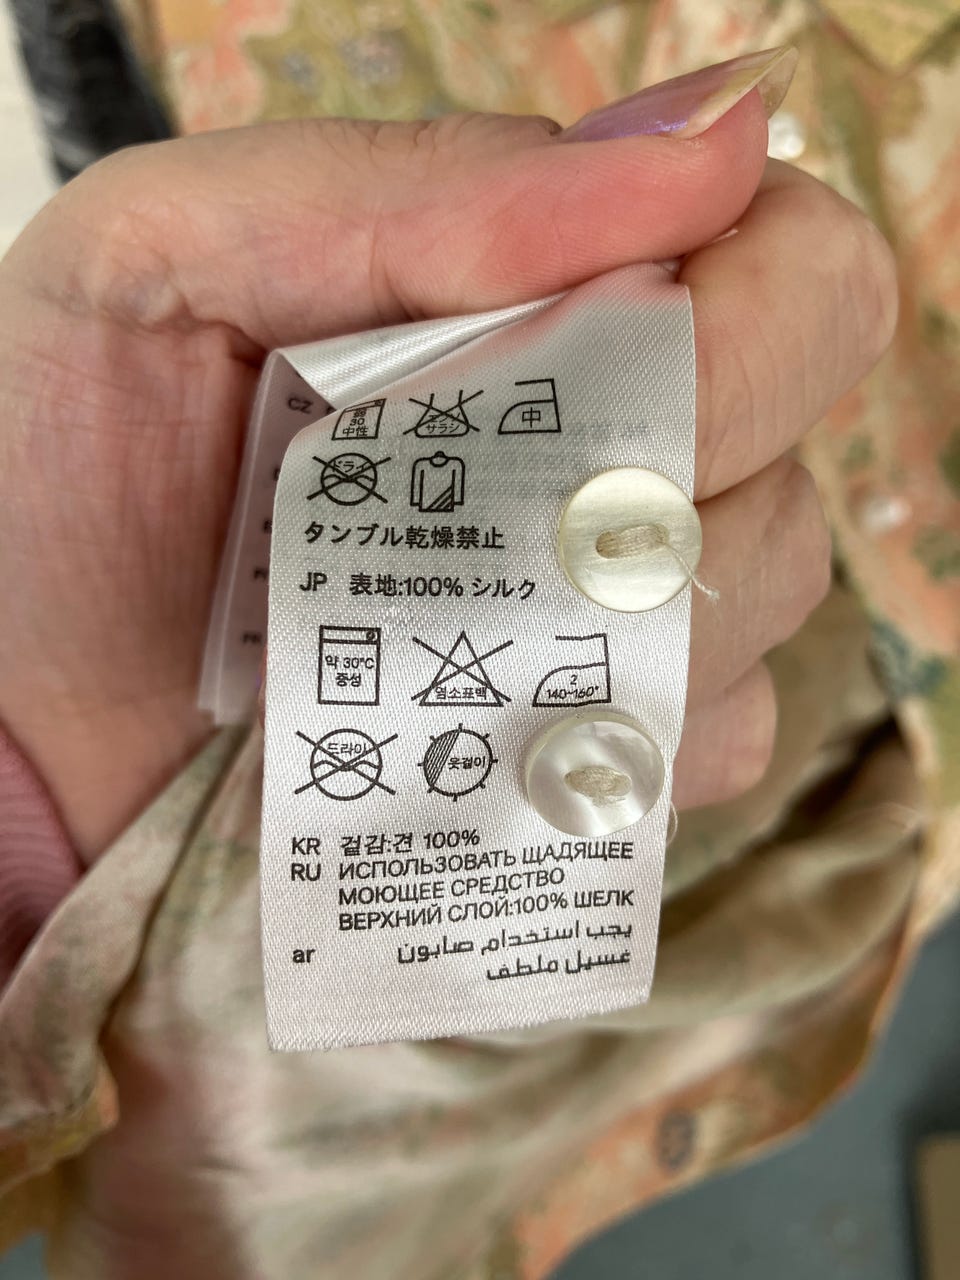 CZ
弱
30
中性
エンソ
サラシ
中
ドライ
タンブル乾燥禁止
JP 表地:100% シルク
약 30°C
중성
염소표백
2
140~160°
드라이
옷걸이
KR 겉감:견 100%
RU ИСПОЛЬЗОВАТЬ ЩАДЯЩЕЕ
МОЮЩЕЕ СРЕДСТВО
ВЕРХНИЙ СЛОЙ:100% ШЕЛК
ar يجب استخدام صابون
غسيل ملطف